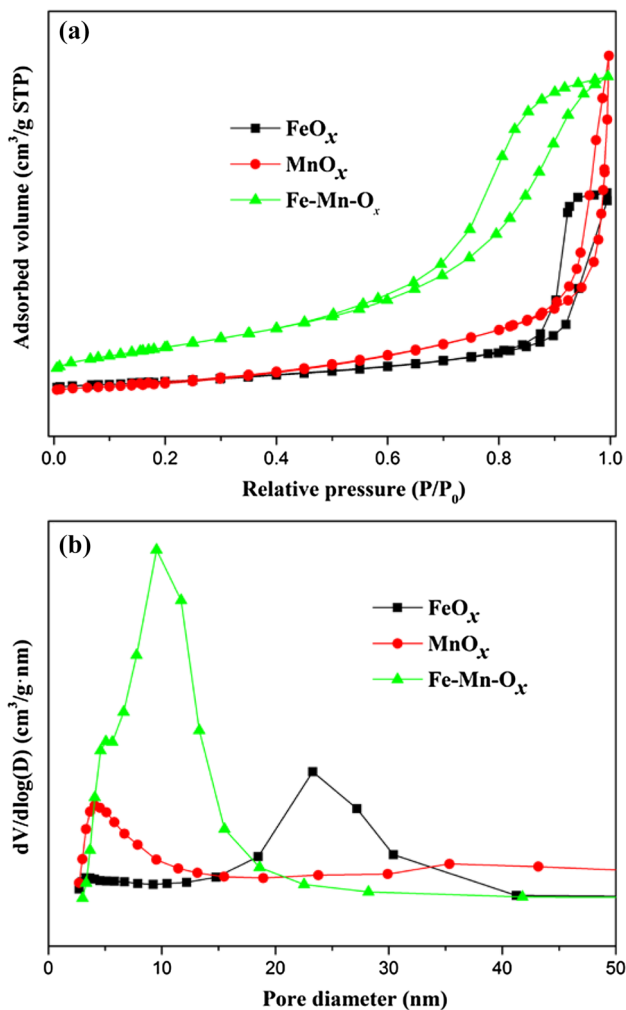 (a)
FeOx
MnOx
Fe-Mn-Ox
Adsorbed volume (cm³/g STP)
0.0 0.2 0.4 0.6 0.8 1.0
Relative pressure (P/P₀)
(b)
FeOx
MnOx
Fe-Mn-Ox
dV/dlog(D) (cm³/g·nm)
0 10 20 30 40 50
Pore diameter (nm)